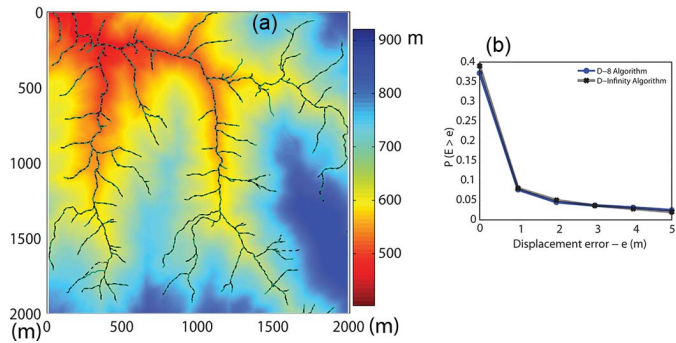 (a)
0
500
1000
1500
2000
(m)
0 500 1000 1500 2000 (m)
900 m
800
700
600
500
(b)
D-8 Algorithm
D-Infinity Algorithm
P (E > e)
0.4
0.35
0.3
0.25
0.2
0.15
0.1
0.05
0
0 1 2 3 4 5
Displacement error – e (m)